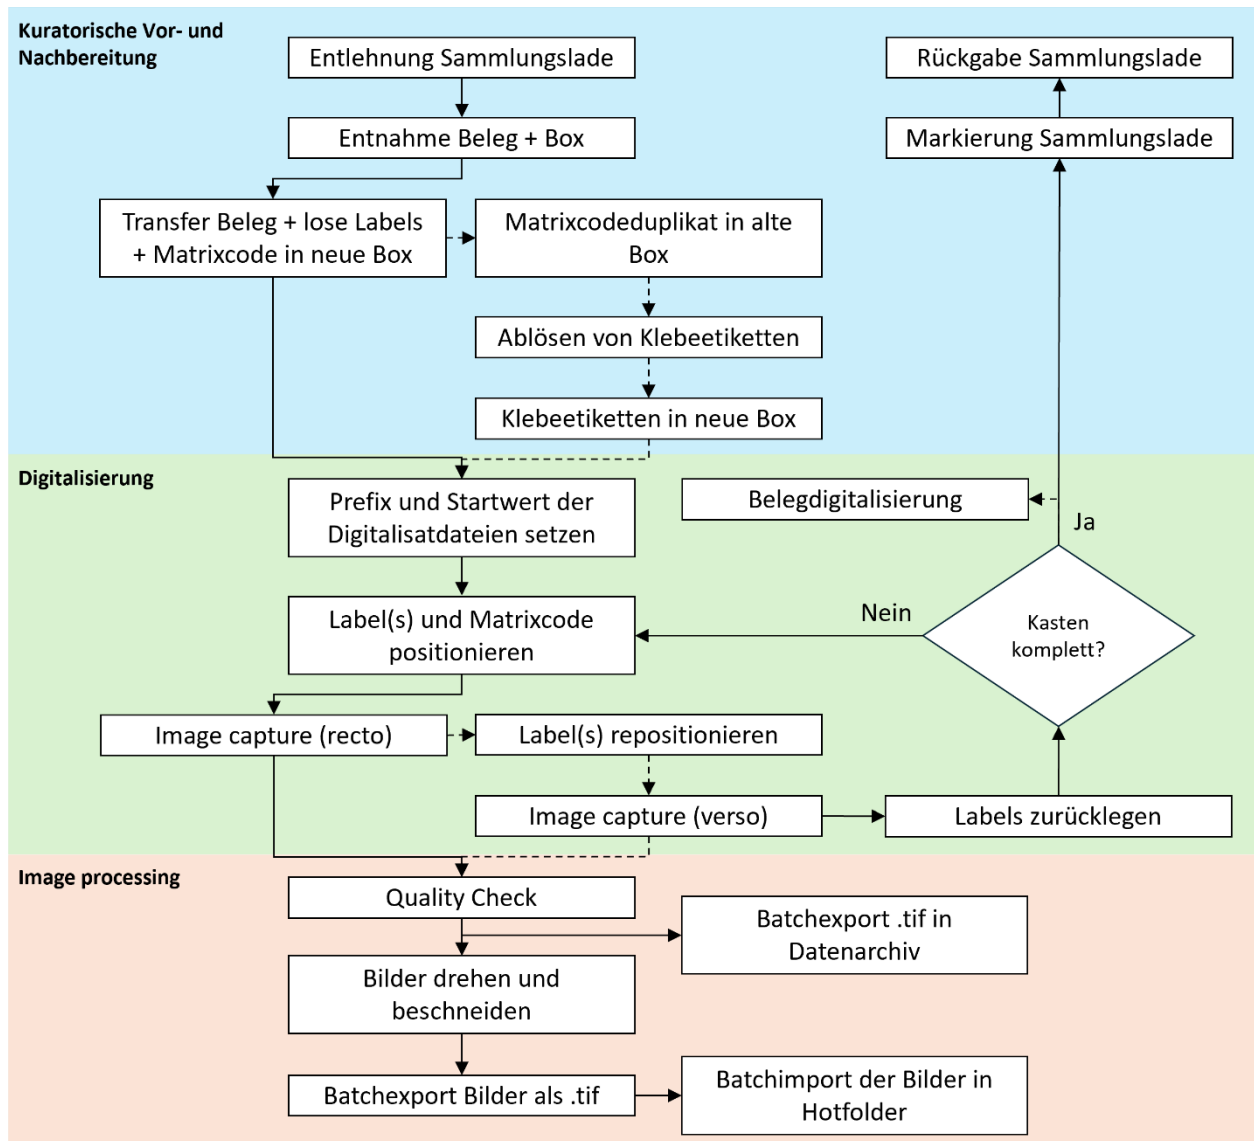 Kuratorische Vor- und
Nachbereitung
Entlehnung Sammlungslade
Rückgabe Sammlungslade
Entnahme Beleg + Box
Markierung Sammlungslade
Transfer Beleg + lose Labels
+ Matrixcode in neue Box
Matrixcodeduplikat in alte
Box
Ablösen von Klebeetiketten
Klebeetiketten in neue Box
Digitalisierung
Prefix und Startwert der
Digitalisatdateien setzen
Belegdigitalisierung
Ja
Label(s) und Matrixcode
positionieren
Nein
Kasten
komplett?
Image capture (recto)
Label(s) repositionieren
Image capture (verso)
Labels zurücklegen
Image processing
Quality Check
Batchexport .tif in
Datenarchiv
Bilder drehen und
beschneiden
Batchexport Bilder als .tif
Batchimport der Bilder in
Hotfolder